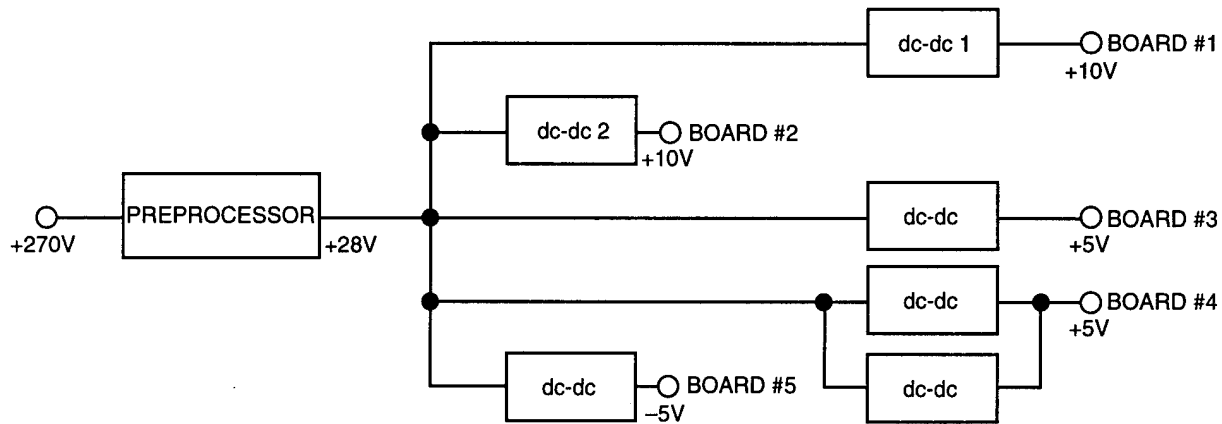 dc-dc 1
BOARD #1
+10V
dc-dc 2
BOARD #2
+10V
PREPROCESSOR
+270V
+28V
dc-dc
BOARD #3
+5V
dc-dc
BOARD #4
+5V
dc-dc
BOARD #5
–5V
dc-dc